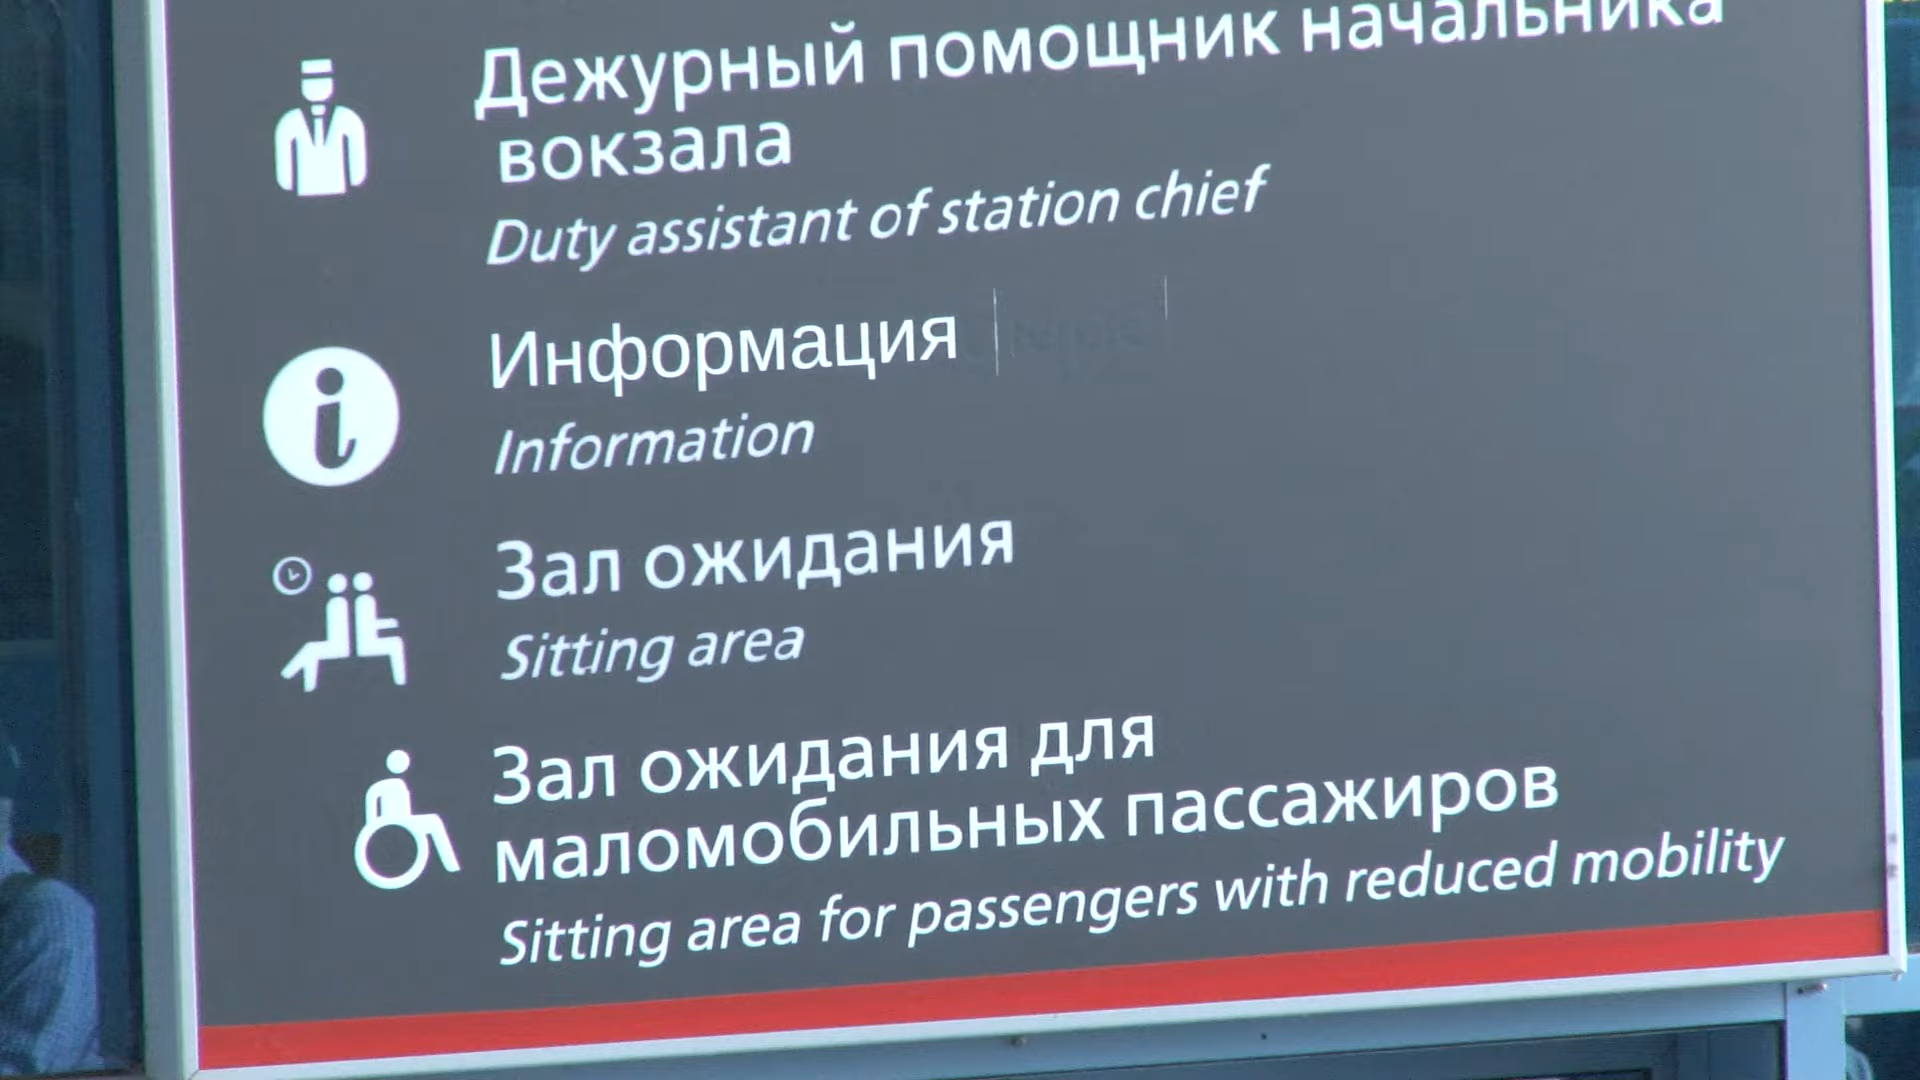 Дежурный помощник начальника
вокзала
Duty assistant of station chief
Информация
Information
Зал ожидания
Sitting area
Зал ожидания для
маломобильных пассажиров
Sitting area for passengers with reduced mobility